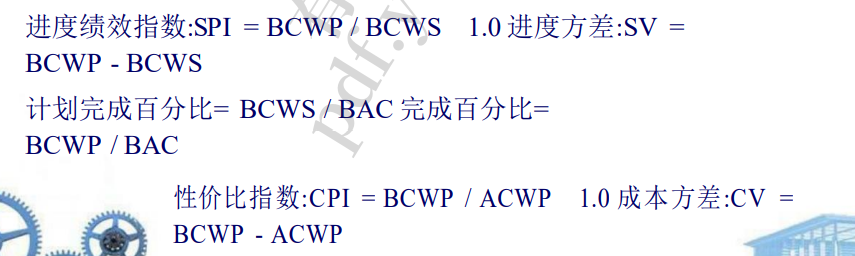 进度绩效指数:SPI = BCWP / BCWS 1.0 进度方差:SV =
BCWP - BCWS
计划完成百分比= BCWS / BAC 完成百分比=
BCWP / BAC
性价比指数:CPI = BCWP / ACWP 1.0 成本方差:CV =
BCWP - ACWP
pdf.y